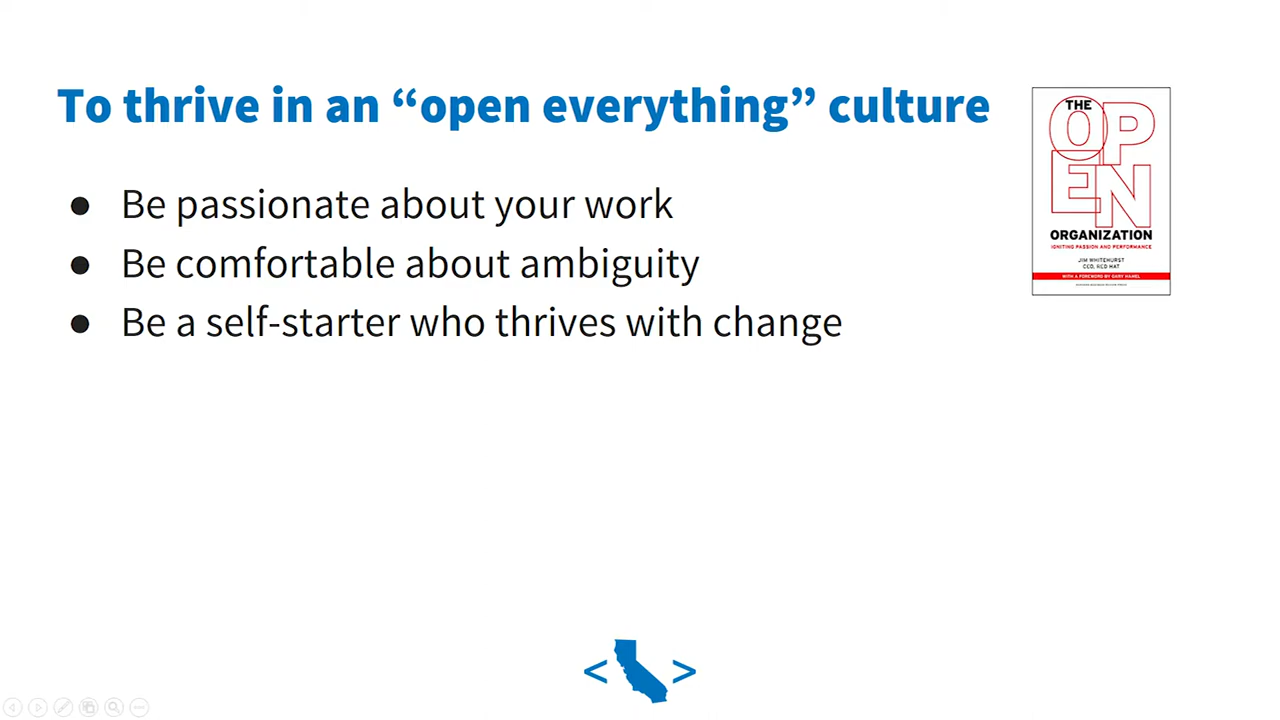 To thrive in an “open everything” culture
● Be passionate about your work
● Be comfortable about ambiguity
● Be a self-starter who thrives with change
THE
OPEN
ORGANIZATION
IGNITING PASSION AND PERFORMANCE
JIM WHITEHURST
CEO, RED HAT
WITH A FOREWORD BY GARY HAMEL
< >